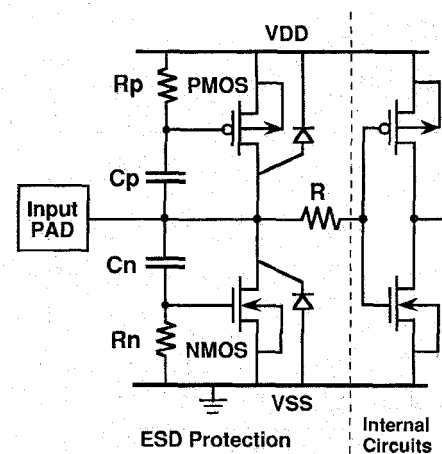 VDD
Rp
PMOS
Cp
Input
PAD
R
Cn
Rn
NMOS
VSS
ESD Protection
Internal
Circuits